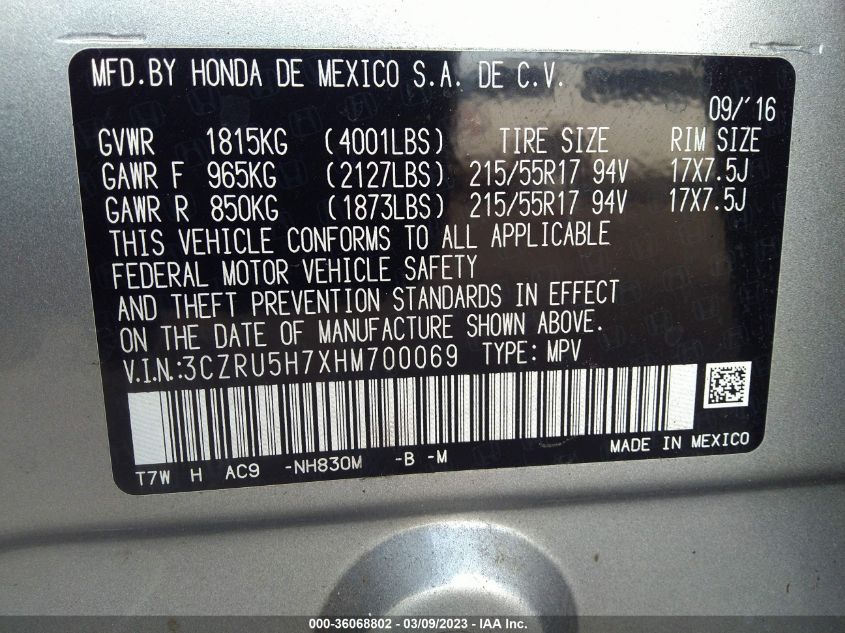 MFD.BY HONDA DE MEXICO S.A. DE C.V.
09/'16
GVWR 1815KG (4001LBS) TIRE SIZE RIM SIZE
GAWR F 965KG (2127LBS) 215/55R17 94V 17X7.5J
GAWR R 850KG (1873LBS) 215/55R17 94V 17X7.5J
THIS VEHICLE CONFORMS TO ALL APPLICABLE
FEDERAL MOTOR VEHICLE SAFETY
AND THEFT PREVENTION STANDARDS IN EFFECT
ON THE DATE OF MANUFACTURE SHOWN ABOVE.
V.I.N.:3CZRU5H7XHM700069 TYPE: MPV
MADE IN MEXICO
T7W H AC9 -NH830M -B -M
000-36068802 - 03/09/2023 - IAA Inc.